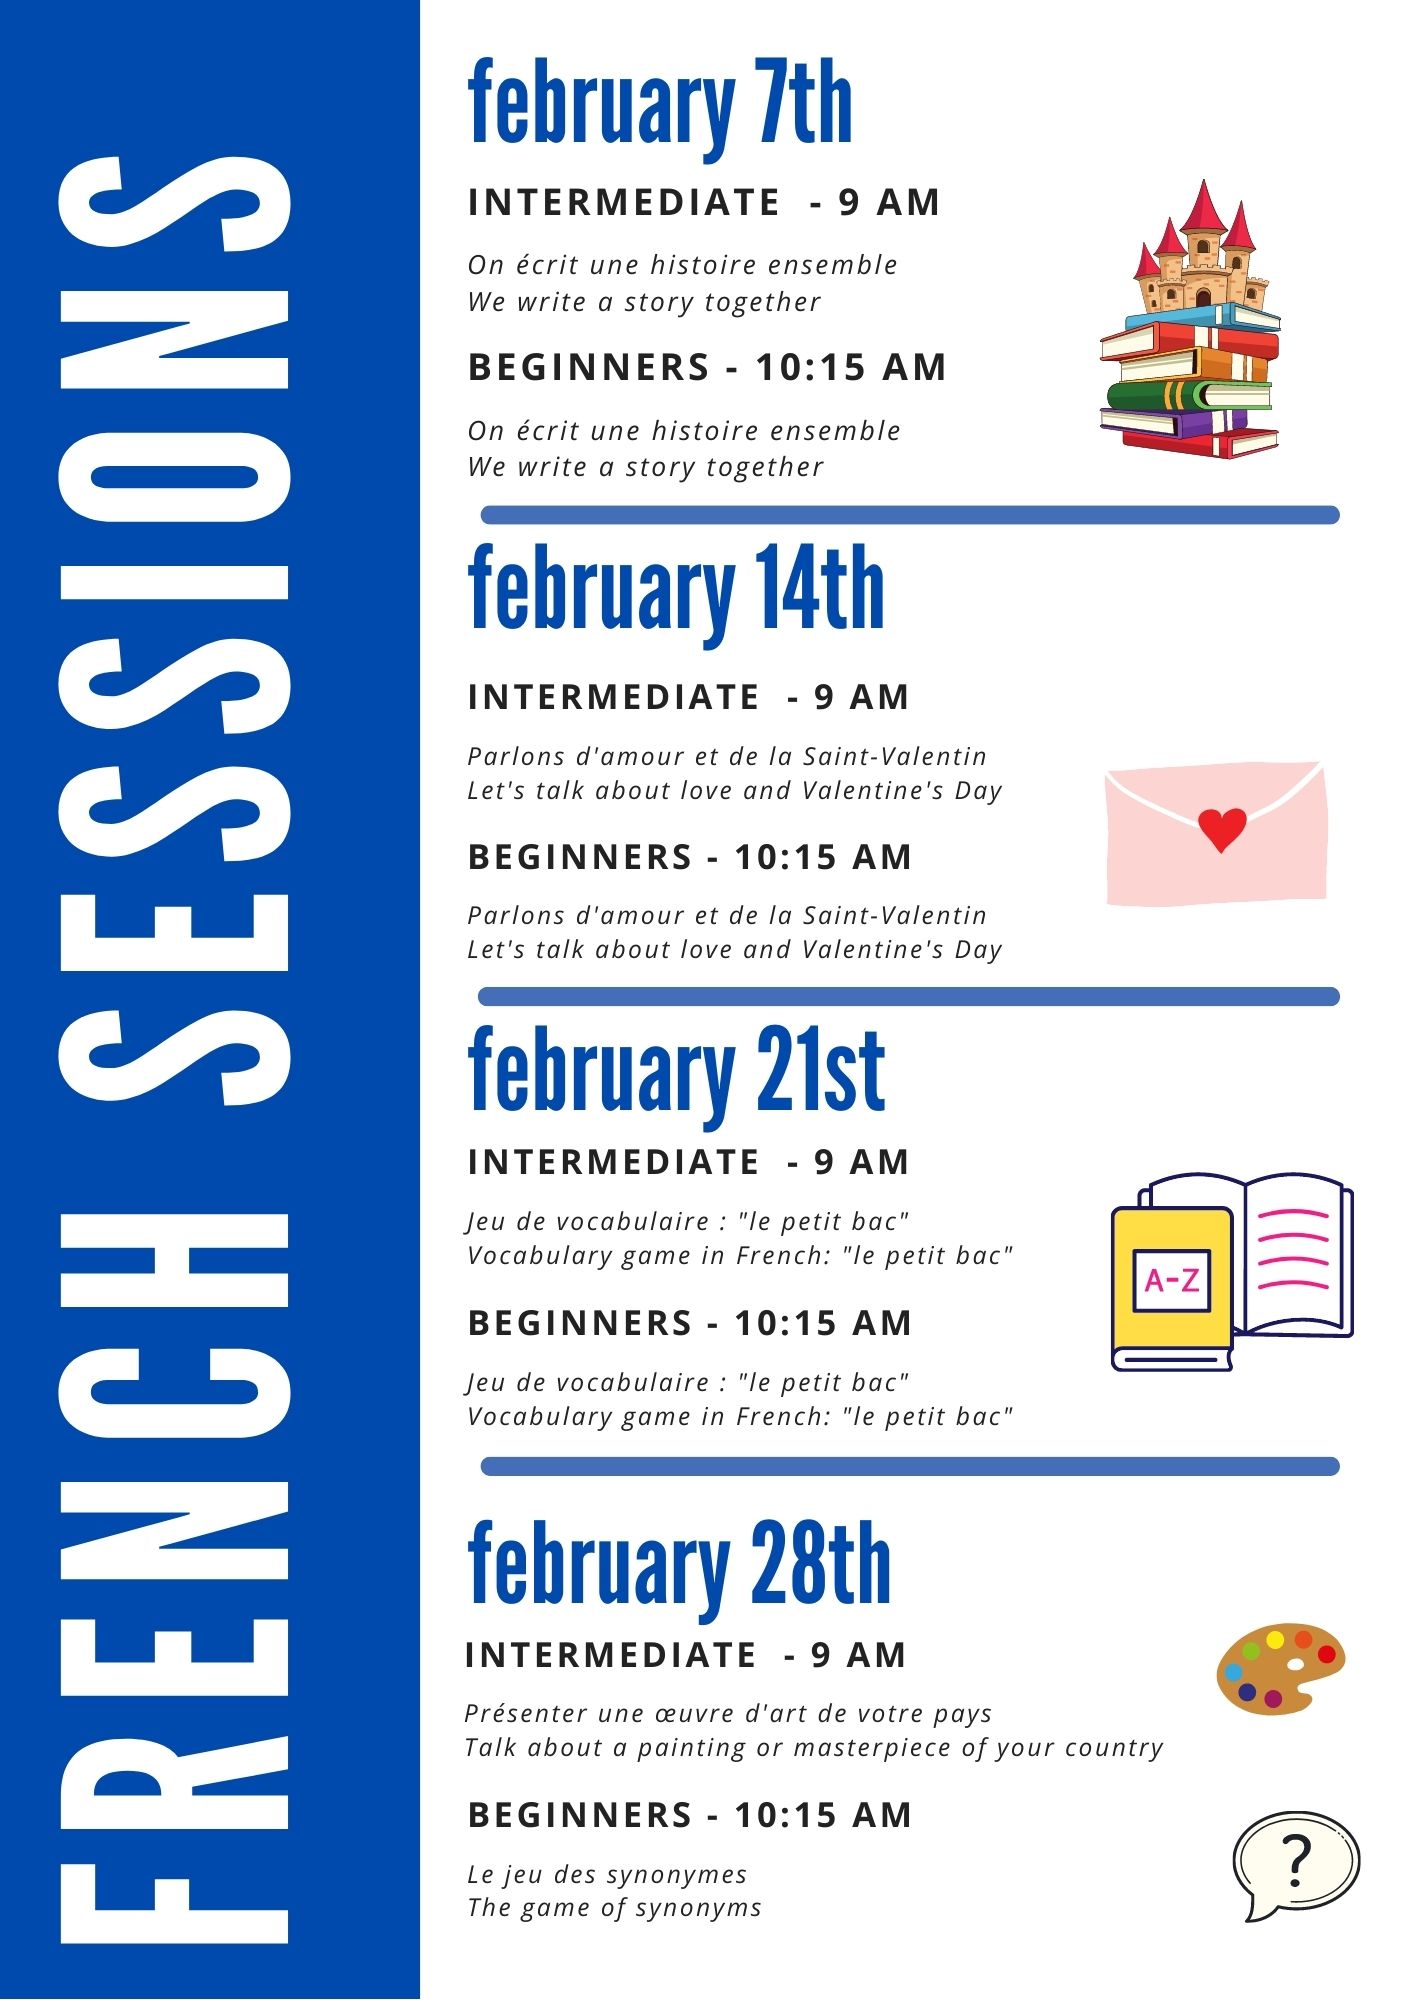 FRENCH SESSIONS
february 7th
INTERMEDIATE - 9 AM
On écrit une histoire ensemble
We write a story together
BEGINNERS - 10:15 AM
On écrit une histoire ensemble
We write a story together
february 14th
INTERMEDIATE - 9 AM
Parlons d'amour et de la Saint-Valentin
Let's talk about love and Valentine's Day
BEGINNERS - 10:15 AM
Parlons d'amour et de la Saint-Valentin
Let's talk about love and Valentine's Day
february 21st
INTERMEDIATE - 9 AM
Jeu de vocabulaire : "le petit bac"
Vocabulary game in French: "le petit bac"
A-Z
BEGINNERS - 10:15 AM
Jeu de vocabulaire : "le petit bac"
Vocabulary game in French: "le petit bac"
february 28th
INTERMEDIATE - 9 AM
Présenter une œuvre d'art de votre pays
Talk about a painting or masterpiece of your country
BEGINNERS - 10:15 AM
?
Le jeu des synonymes
The game of synonyms